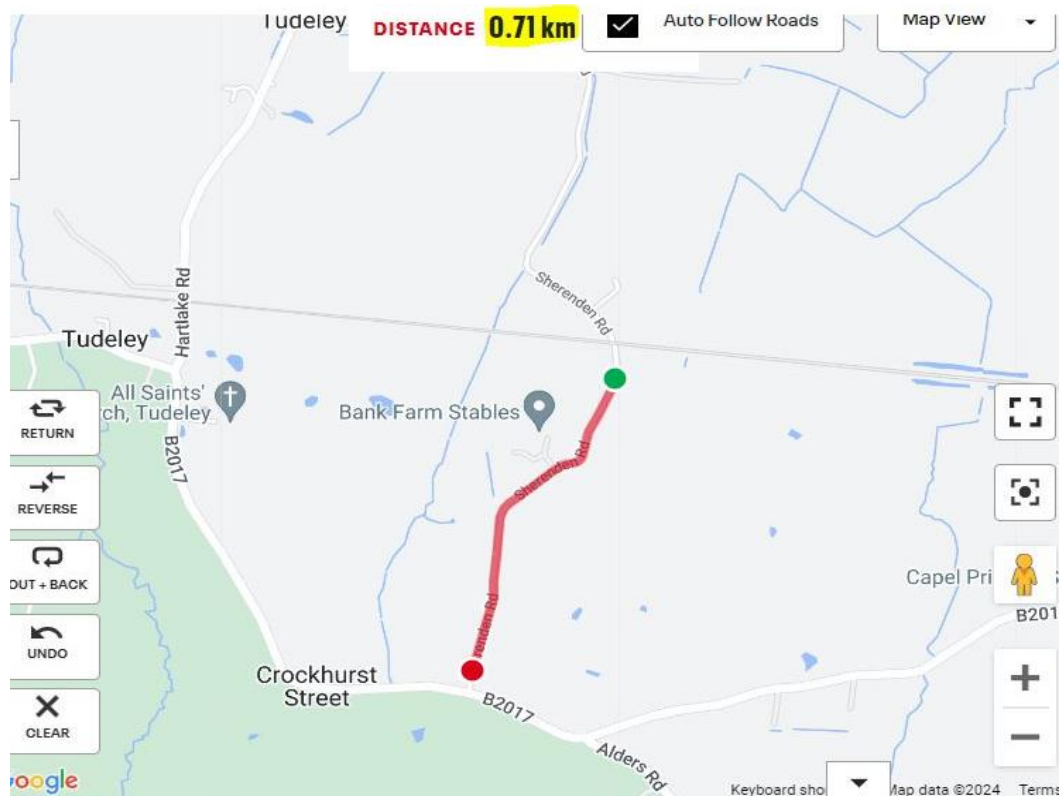 Tudeley
DISTANCE 0.71 km
Auto Follow Roads
Map View
Hartlake Rd
Sherenden Rd
Tudeley
All Saints'
rch, Tudeley
Bank Farm Stables
RETURN
B2017
Sherenden Rd
REVERSE
OUT + BACK
Capel Pri
B201
renden Rd
UNDO
Crockhurst
Street
B2017
CLEAR
Alders Rd
oogle
Keyboard sho
Map data ©2024
Terms